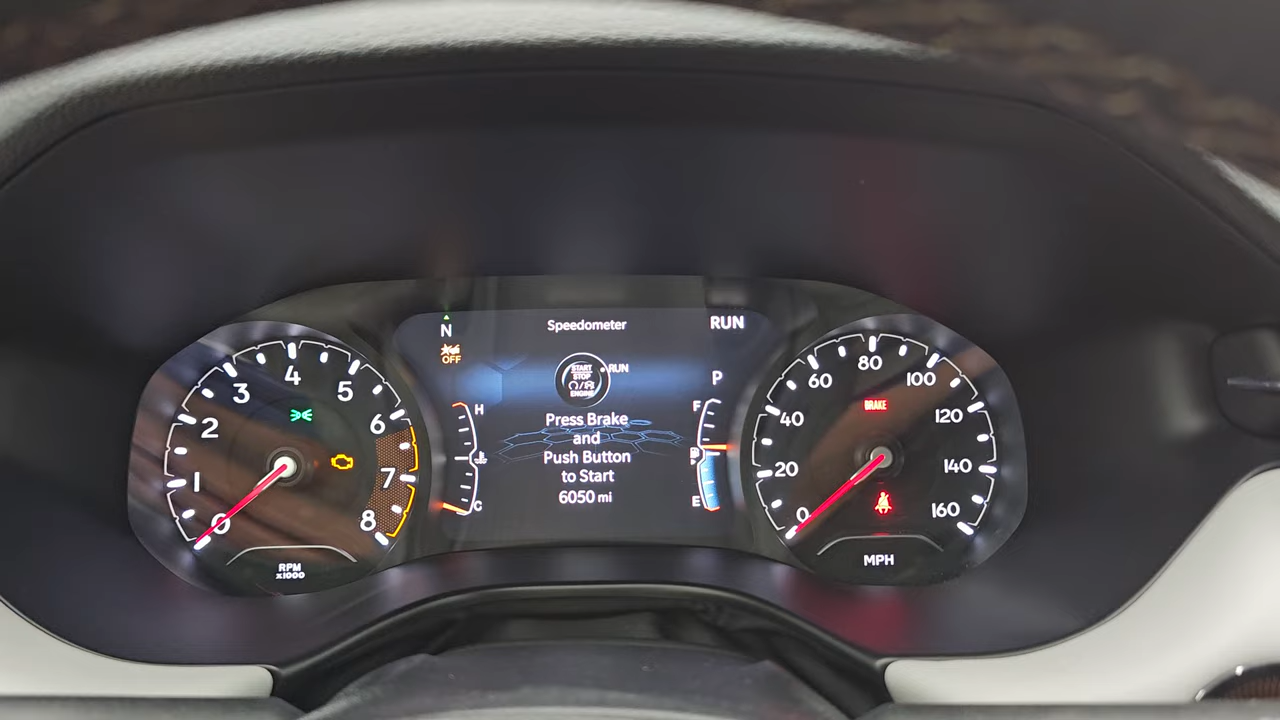 N
OFF
Speedometer
RUN
START
STOP
ENGINE
RUN
P
Press Brake
and
Push Button
to Start
6050 mi
H
C
F
E
0
1
2
3
4
5
6
7
8
RPM
x1000
0
20
40
60
80
100
120
140
160
BRAKE
MPH